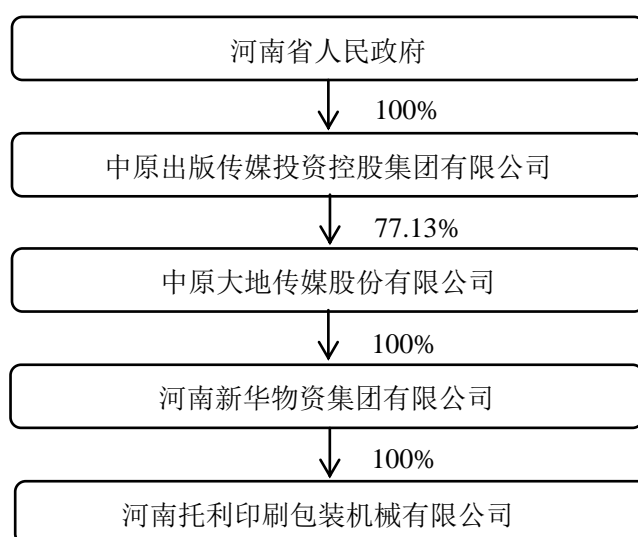 河南省人民政府
100%
中原出版传媒投资控股集团有限公司
77.13%
中原大地传媒股份有限公司
100%
河南新华物资集团有限公司
100%
河南托利印刷包装机械有限公司